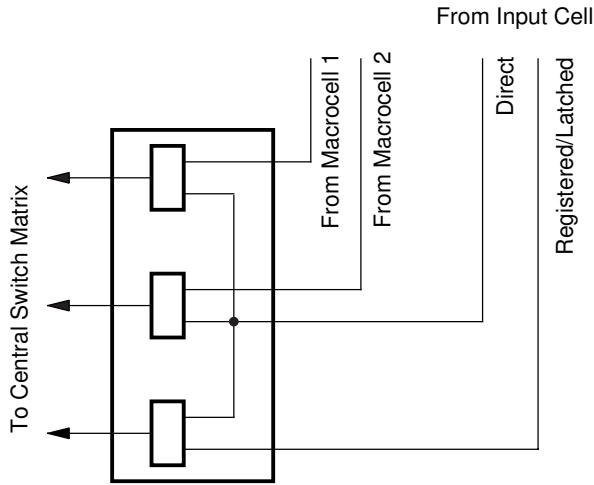 From Input Cell
From Macrocell 1
From Macrocell 2
Direct
Registered/Latched
To Central Switch Matrix